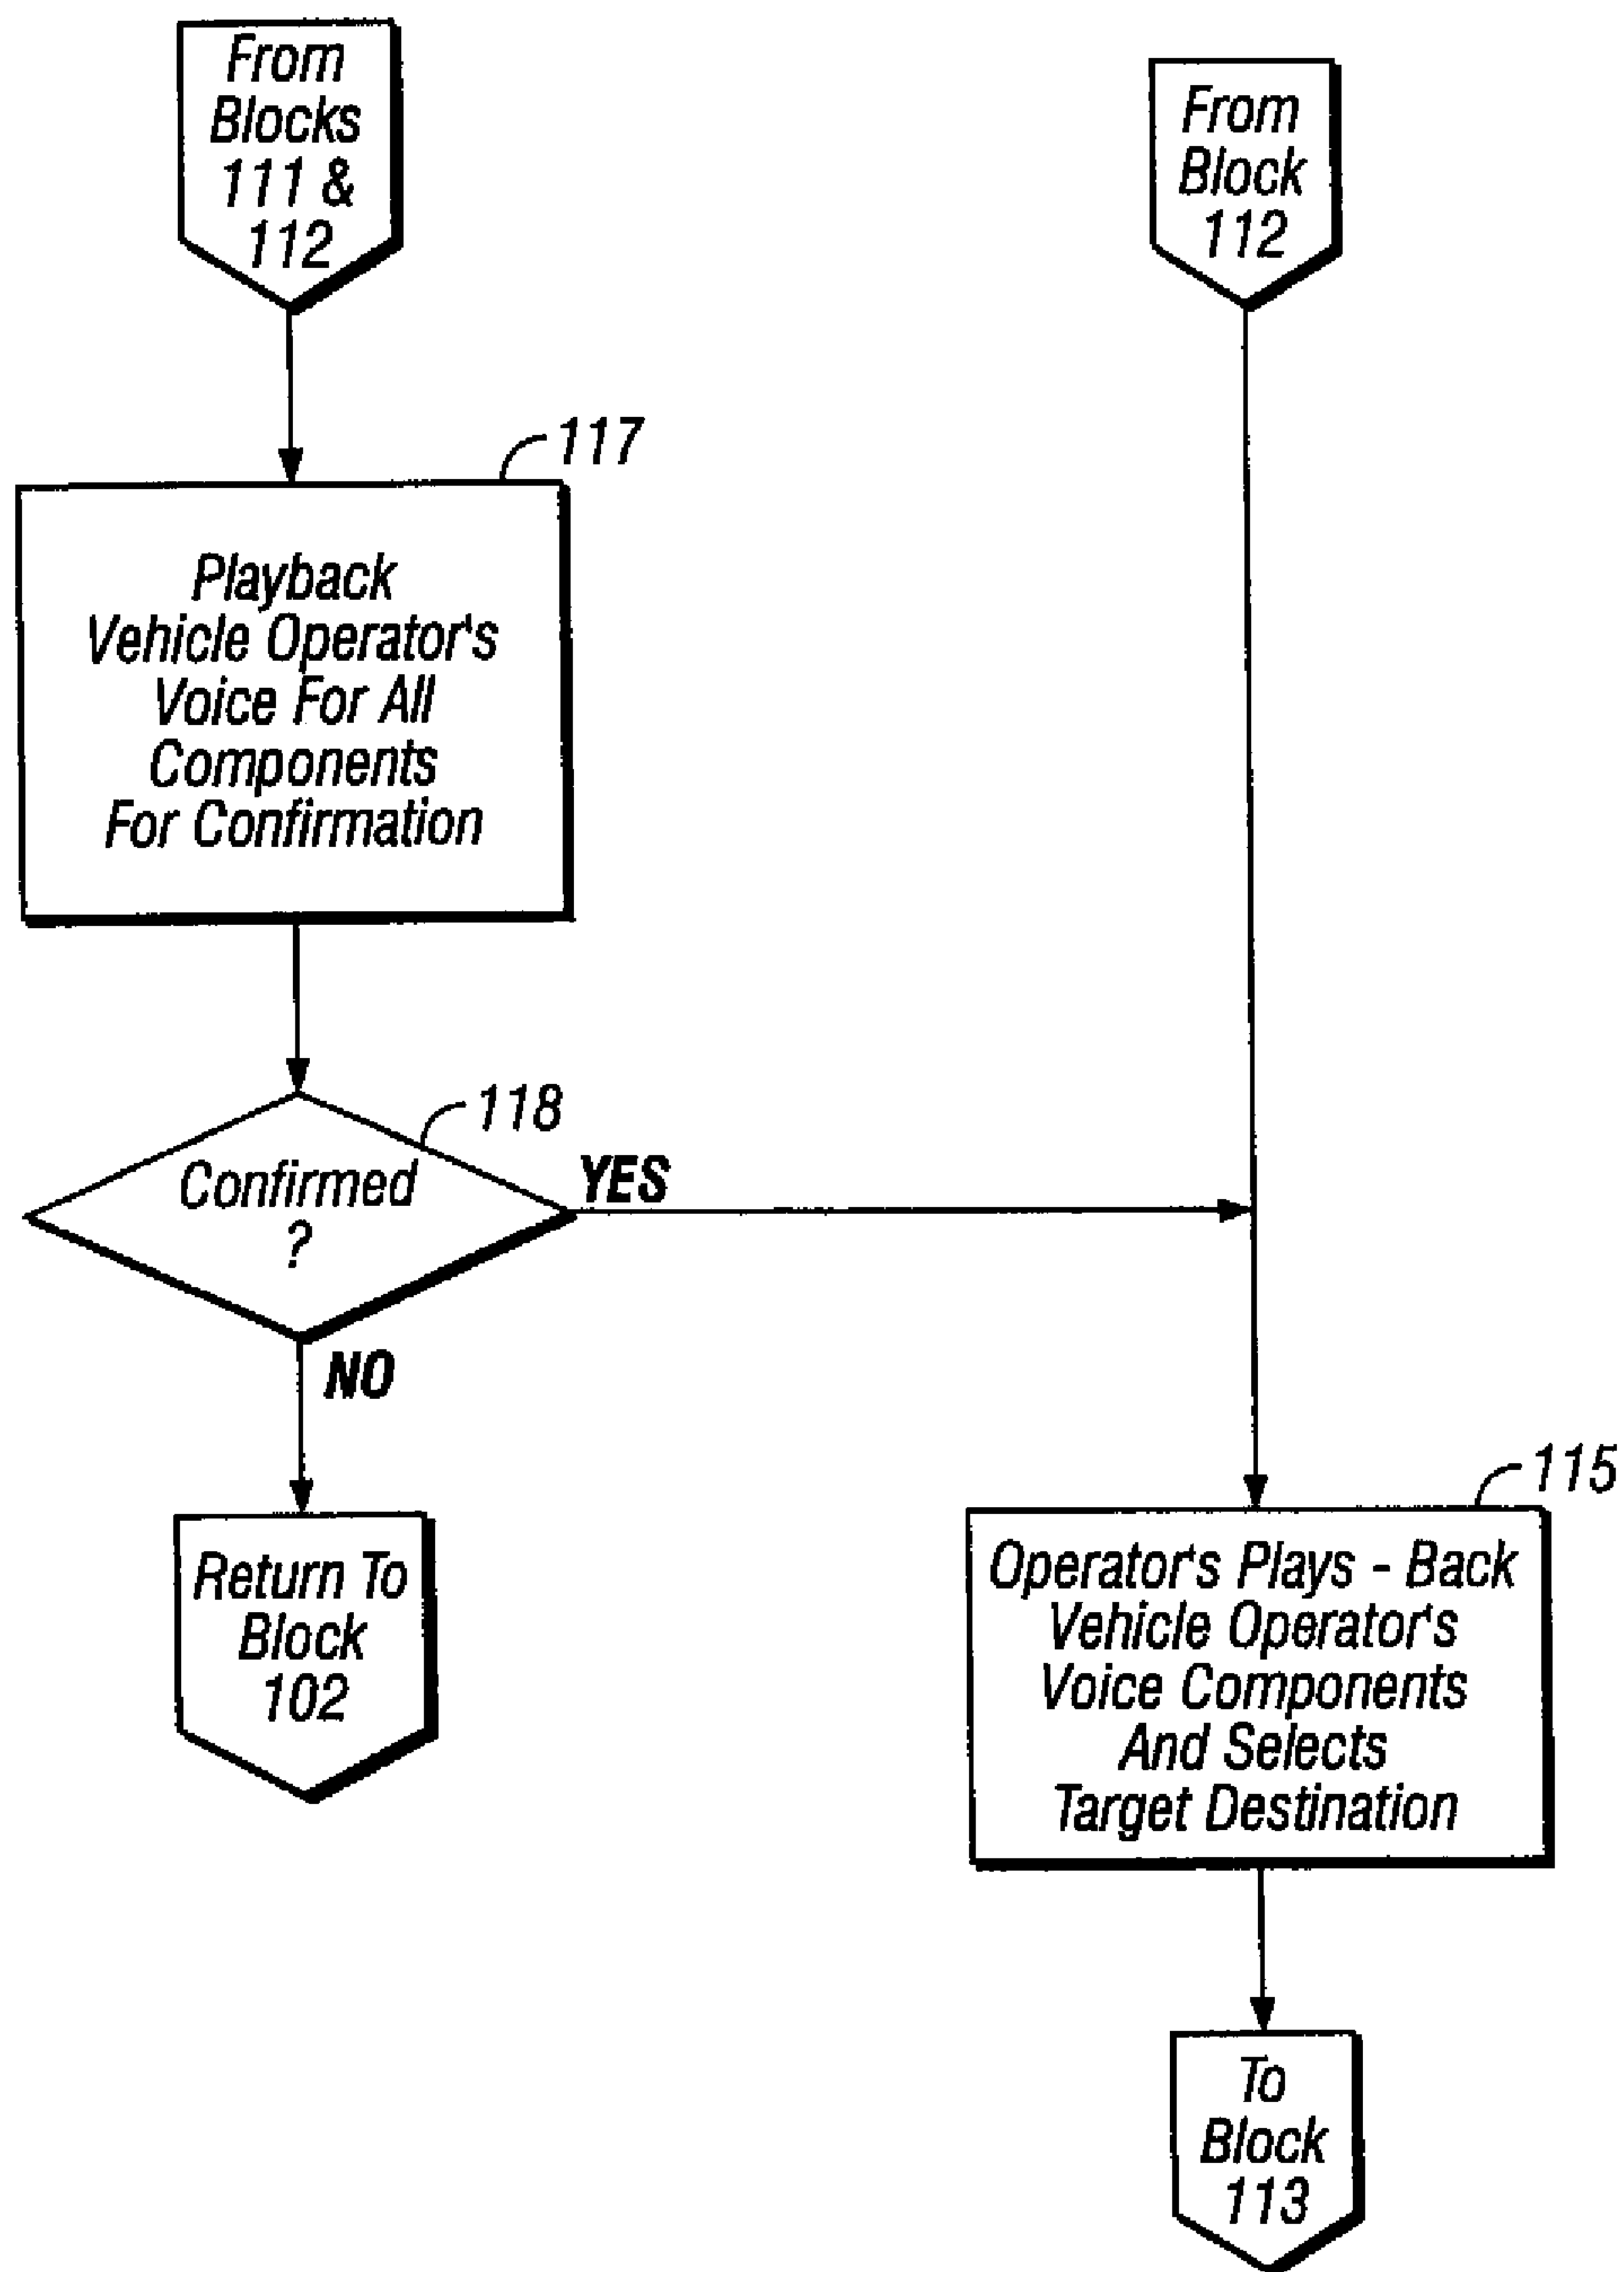 From
Blocks
111 &
112
From
Block
112
117
Playback
Vehicle Operator's
Voice For All
Components
For Confirmation
118
Confirmed
?
YES
NO
Return To
Block
102
115
Operator's Plays - Back
Vehicle Operator's
Voice Components
And Selects
Target Destination
To
Block
113